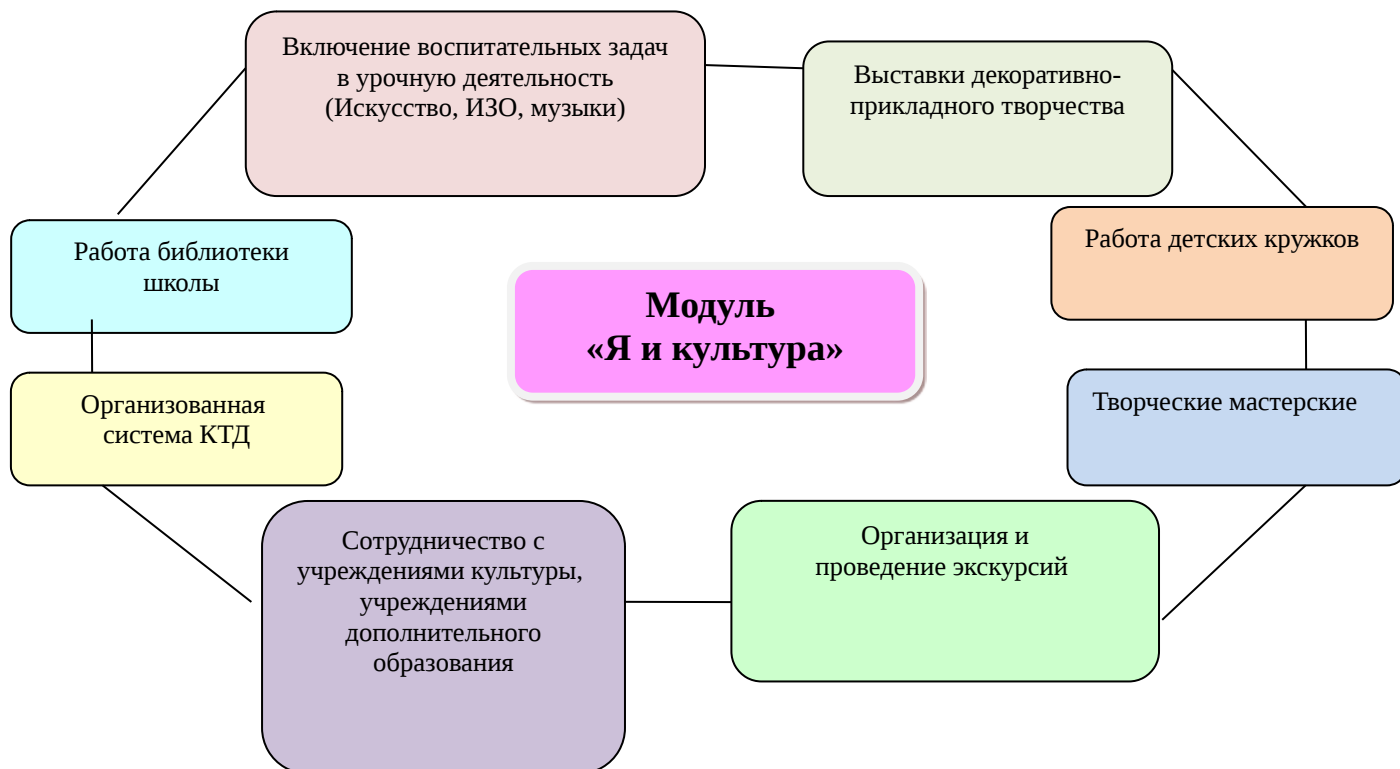 Включение воспитательных задач
в урочную деятельность
(Искусство, ИЗО, музыки)
Выставки декоративно-
прикладного творчества
Работа библиотеки
школы
Работа детских кружков
Модуль
«Я и культура»
Организованная
система КТД
Творческие мастерские
Сотрудничество с
учреждениями культуры,
учреждениями
дополнительного
образования
Организация и
проведение экскурсий